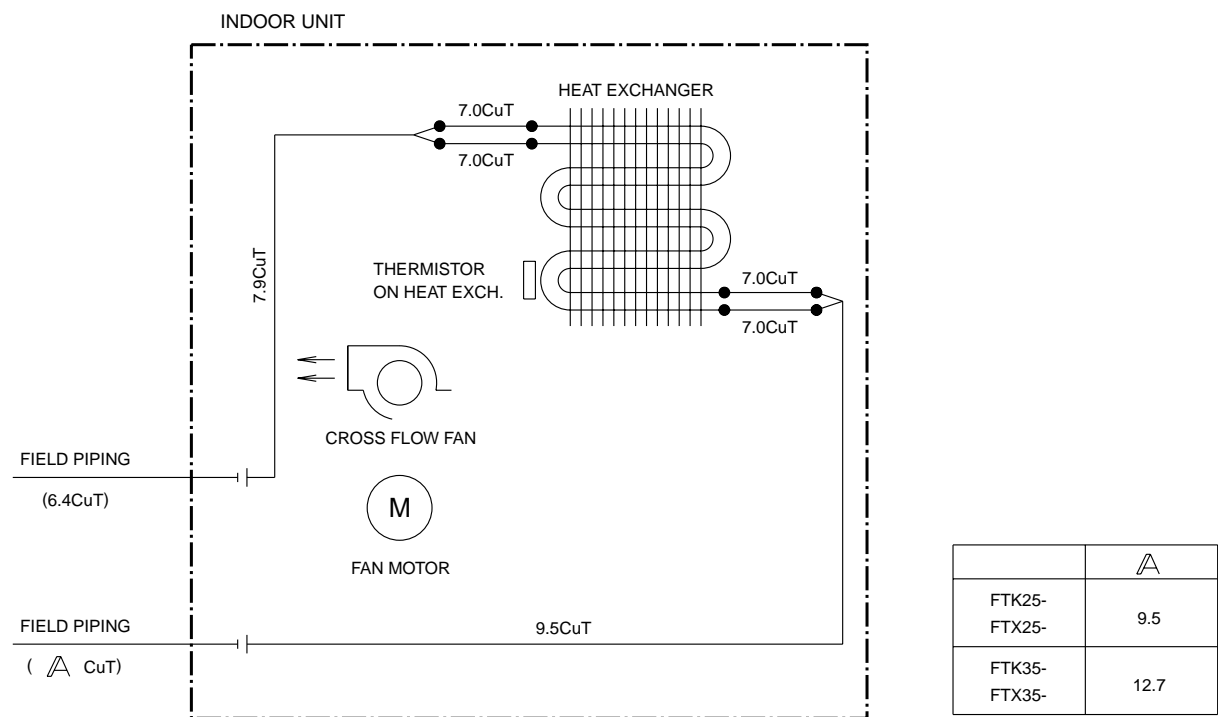 INDOOR UNIT
HEAT EXCHANGER
7.0CuT
7.0CuT
7.9CuT
THERMISTOR
ON HEAT EXCH.
7.0CuT
7.0CuT
CROSS FLOW FAN
FIELD PIPING
(6.4CuT)
M
FAN MOTOR
FIELD PIPING
( A CuT)
9.5CuT
A
FTK25-
FTX25-
9.5
FTK35-
FTX35-
12.7